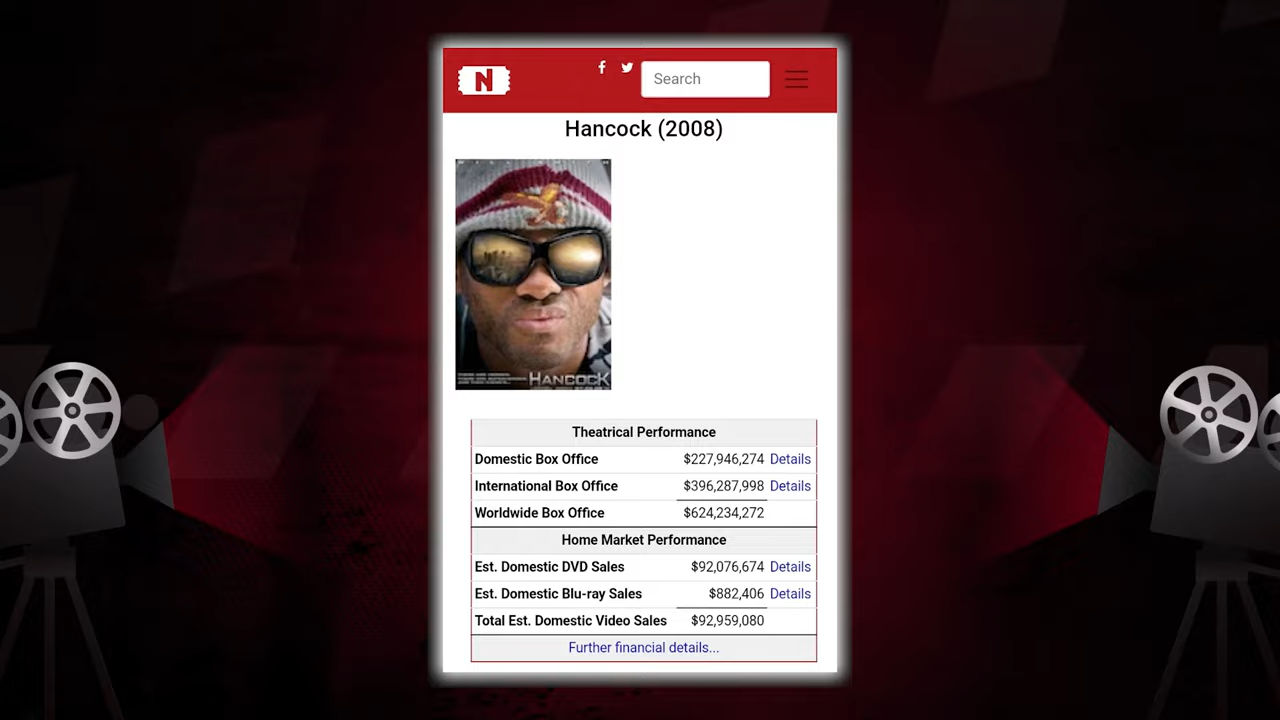 N
Search
Hancock (2008)
HANCOCK
Theatrical Performance
Domestic Box Office $227,946,274 Details
International Box Office $396,287,998 Details
Worldwide Box Office $624,234,272
Home Market Performance
Est. Domestic DVD Sales $92,076,674 Details
Est. Domestic Blu-ray Sales $882,406 Details
Total Est. Domestic Video Sales $92,959,080
Further financial details...